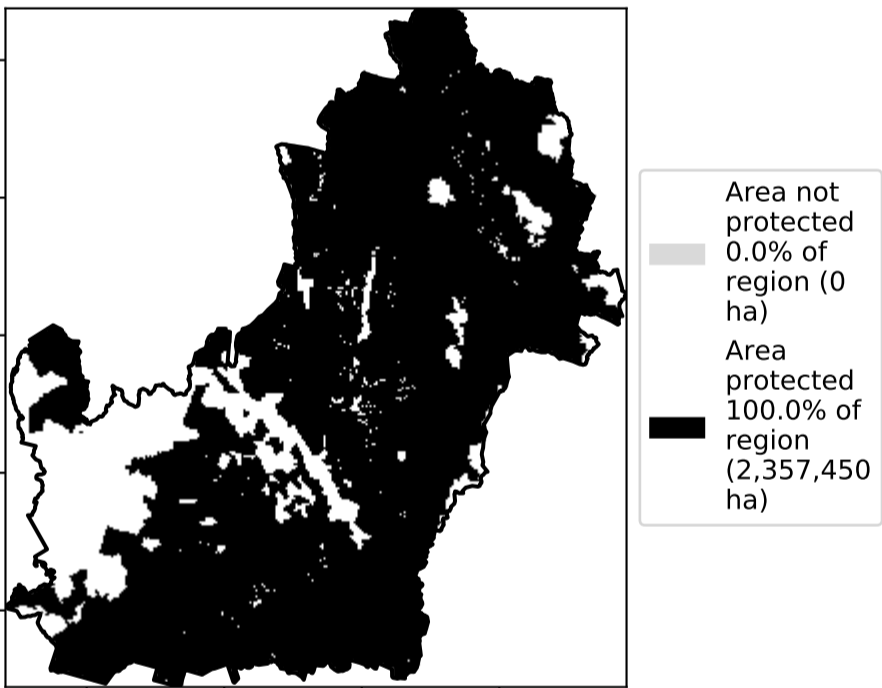 Area not
protected
0.0% of
region (0
ha)
Area
protected
100.0% of
region
(2,357,450
ha)